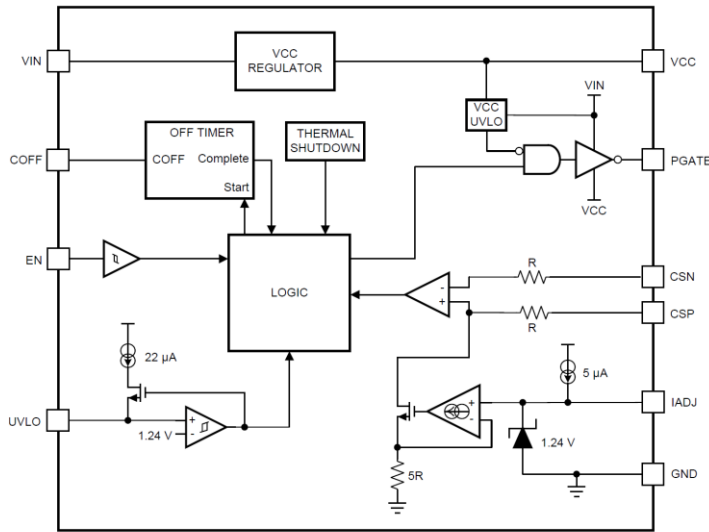 VIN
VCC
REGULATOR
VCC
VCC
UVLO
VIN
OFF TIMER
COFF
Complete
Start
THERMAL
SHUTDOWN
COFF
PGATE
VCC
EN
LOGIC
-
+
R
CSN
R
CSP
22 µA
5 µA
UVLO
+
-
1.24 V
+
-
IADJ
1.24 V
5R
GND